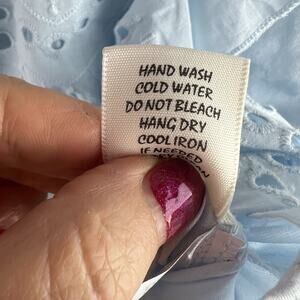 HAND WASH
COLD WATER
DO NOT BLEACH
HANG DRY
COOL IRON
IF NEEDED